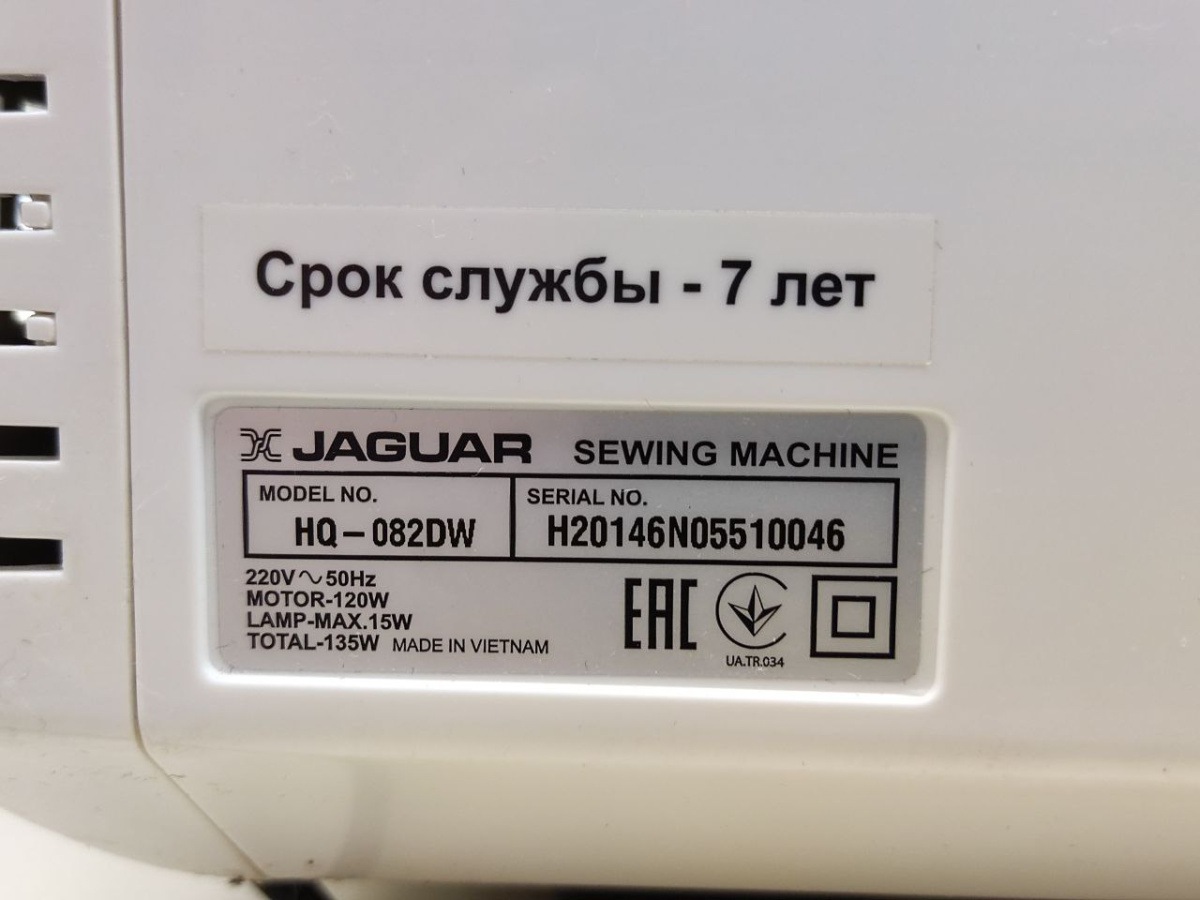 Срок службы - 7 лет
JAGUAR SEWING MACHINE
MODEL NO. SERIAL NO.
HQ-082DW H20146N05510046
220V~50Hz
MOTOR-120W
LAMP-MAX.15W
TOTAL-135W MADE IN VIETNAM
EAC
UA.TR.034